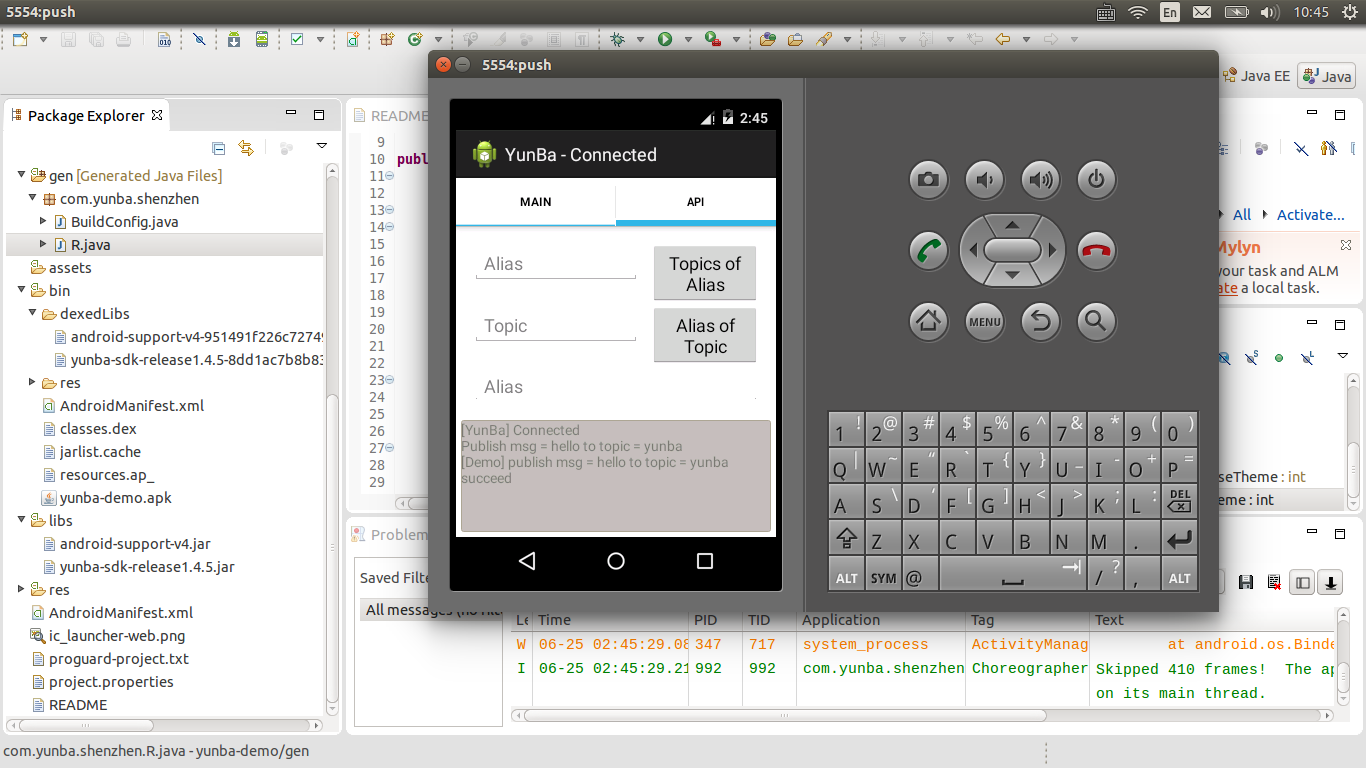 5554:push
En
10:45
5554:push
Java EE
Java
Package Explorer
README
gen [Generated Java Files]
com.yunba.shenzhen
BuildConfig.java
R.java
assets
bin
dexedLibs
android-support-v4-951491f226c72749
yunba-sdk-release1.4.5-8dd1ac7b8b83
res
AndroidManifest.xml
classes.dex
jarlist.cache
resources.ap_
yunba-demo.apk
libs
android-support-v4.jar
yunba-sdk-release1.4.5.jar
res
AndroidManifest.xml
ic_launcher-web.png
proguard-project.txt
project.properties
README
9
10 publ
11
12
13
14
15
16
17
18
19
20
21
22
23
24
25
26
27
28
29
2:45
YunBa - Connected
MAIN
API
Alias
Topics of
Alias
Topic
Alias of
Topic
Alias
[YunBa] Connected
Publish msg = hello to topic = yunba
[Demo] publish msg = hello to topic = yunba
succeed
MENU
1 ! 2 @ 3 # 4 $ 5 % 6 ^ 7 & 8 * 9 ( 0 )
Q | W ~ E “ R ` T { Y } U _ I - O + P =
A S \ D ‘ F [ G ] H < J > K ; L : DEL
Z X C V B N M .
ALT SYM @ / ? , ALT
All
Activate...
Mylyn
your task and ALM
ate a local task.
seTheme : int
eme : int
Problem
Saved Filte
All messages (no filt
Le Time PID TID Application Tag Text
W 06-25 02:45:29.08 347 717 system_process ActivityManag at android.os.Binde
I 06-25 02:45:29.21 992 992 com.yunba.shenzhen Choreographer Skipped 410 frames! The ap
on its main thread.
com.yunba.shenzhen.R.java - yunba-demo/gen